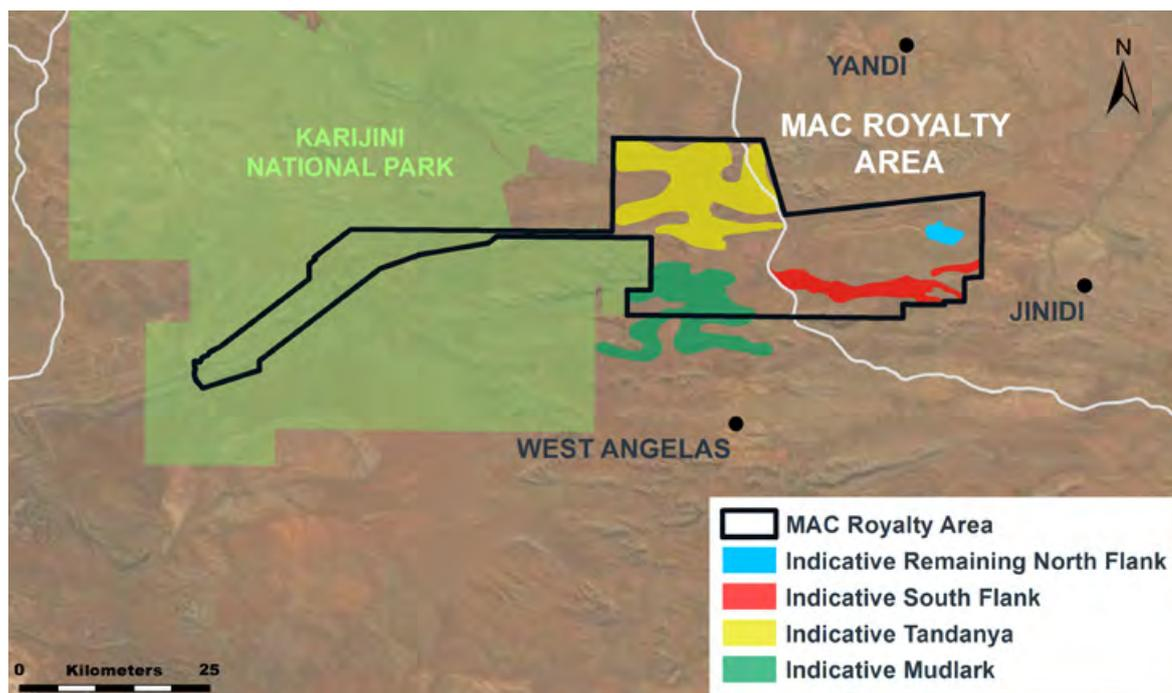 YANDI
N
MAC ROYALTY
AREA
KARIJINI
NATIONAL PARK
JINIDI
WEST ANGELAS
MAC Royalty Area
Indicative Remaining North Flank
Indicative South Flank
Indicative Tandanya
Indicative Mudlark
0 Kilometers 25